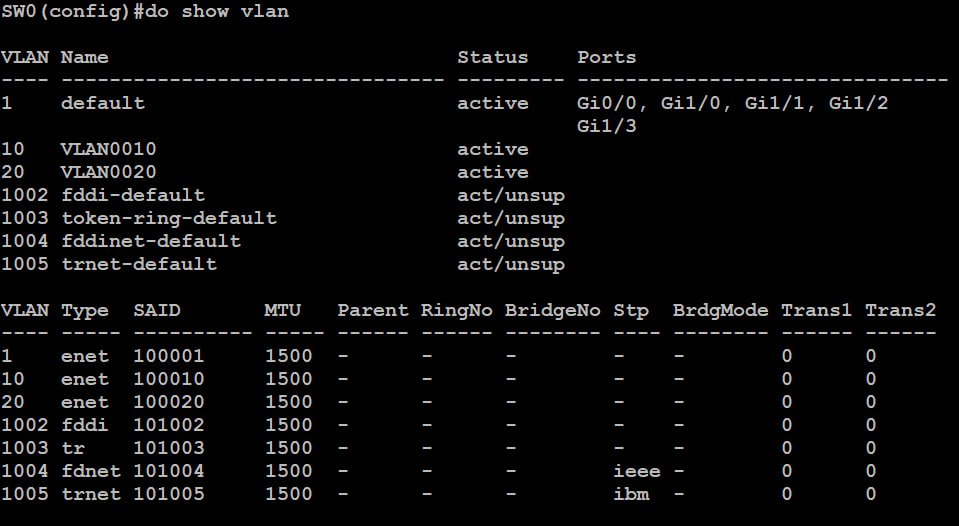 SW0(config)#do show vlan

VLAN Name                             Status    Ports
---- -------------------------------- --------- -------------------------------
1    default                          active    Gi0/0, Gi1/0, Gi1/1, Gi1/2
                                                Gi1/3
10   VLAN0010                         active
20   VLAN0020                         active
1002 fddi-default                     act/unsup
1003 token-ring-default               act/unsup
1004 fddinet-default                  act/unsup
1005 trnet-default                    act/unsup

VLAN Type  SAID       MTU   Parent RingNo BridgeNo Stp  BrdgMode Trans1 Trans2
---- ----- ---------- ----- ------ ------ -------- ---- -------- ------ ------
1    enet  100001     1500  -      -      -        -    -        0      0
10   enet  100010     1500  -      -      -        -    -        0      0
20   enet  100020     1500  -      -      -        -    -        0      0
1002 fddi  101002     1500  -      -      -        -    -        0      0
1003 tr    101003     1500  -      -      -        -    -        0      0
1004 fdnet 101004     1500  -      -      -        ieee -        0      0
1005 trnet 101005     1500  -      -      -        ibm  -        0      0